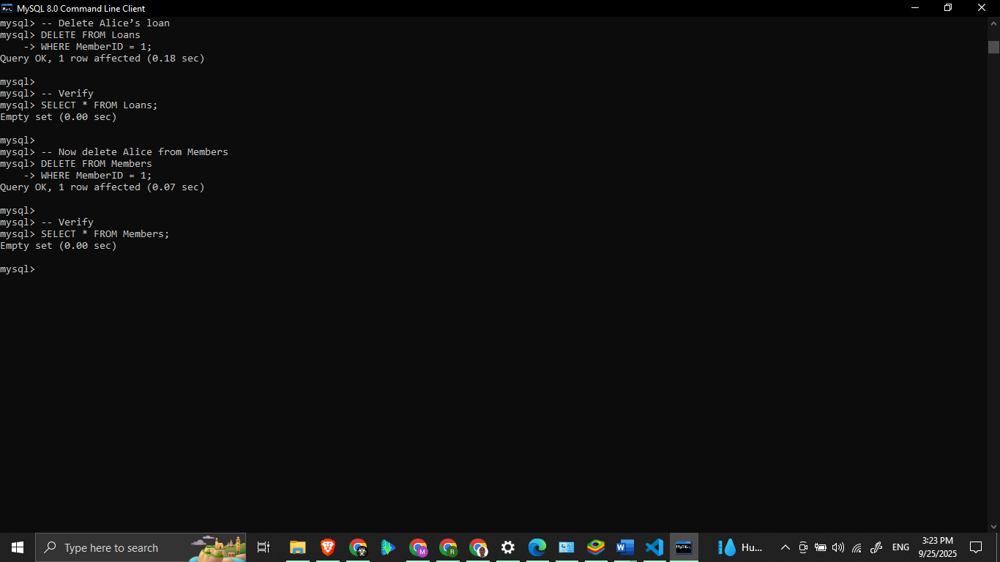 MySQL 8.0 Command Line Client
mysql> -- Delete Alice’s loan
mysql> DELETE FROM Loans
    -> WHERE MemberID = 1;
Query OK, 1 row affected (0.18 sec)
mysql>
mysql> -- Verify
mysql> SELECT * FROM Loans;
Empty set (0.00 sec)
mysql>
mysql> -- Now delete Alice from Members
mysql> DELETE FROM Members
    -> WHERE MemberID = 1;
Query OK, 1 row affected (0.07 sec)
mysql>
mysql> -- Verify
mysql> SELECT * FROM Members;
Empty set (0.00 sec)
mysql>
Type here to search
Hu...
ENG
3:23 PM
9/25/2025